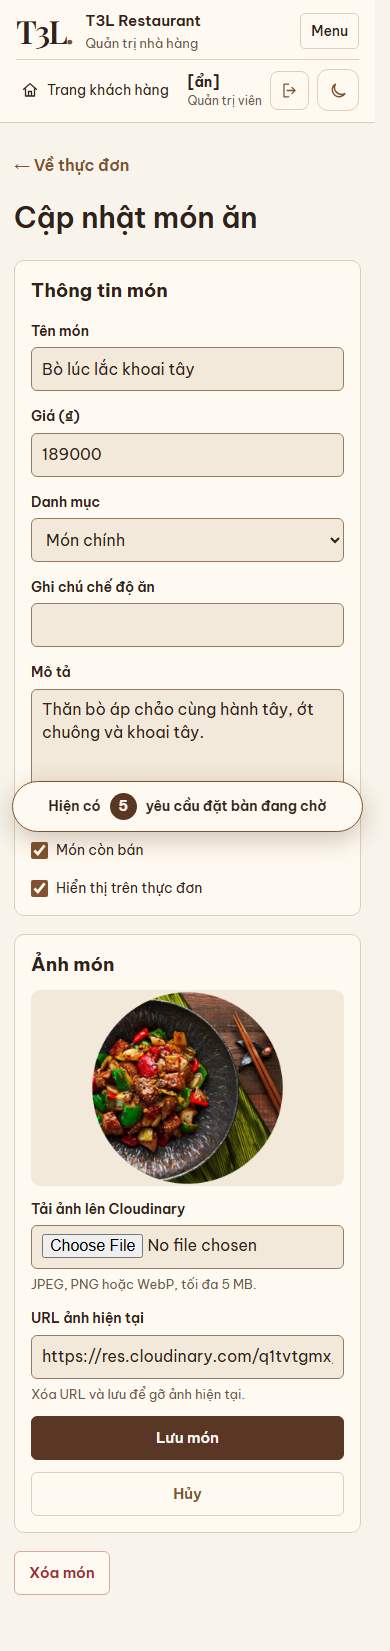 T3L.
T3L Restaurant
Quản trị nhà hàng
Menu
Trang khách hàng
[ẩn]
Quản trị viên
← Về thực đơn
Cập nhật món ăn
Thông tin món
Tên món
Bò lúc lắc khoai tây
Giá (₫)
189000
Danh mục
Món chính
Ghi chú chế độ ăn
Mô tả
Thăn bò áp chảo cùng hành tây, ớt
chuông và khoai tây.
Hiện có 5 yêu cầu đặt bàn đang chờ
Món còn bán
Hiển thị trên thực đơn
Ảnh món
Tải ảnh lên Cloudinary
Choose File No file chosen
JPEG, PNG hoặc WebP, tối đa 5 MB.
URL ảnh hiện tại
https://res.cloudinary.com/q1tvtgmx
Xóa URL và lưu để gỡ ảnh hiện tại.
Lưu món
Hủy
Xóa món